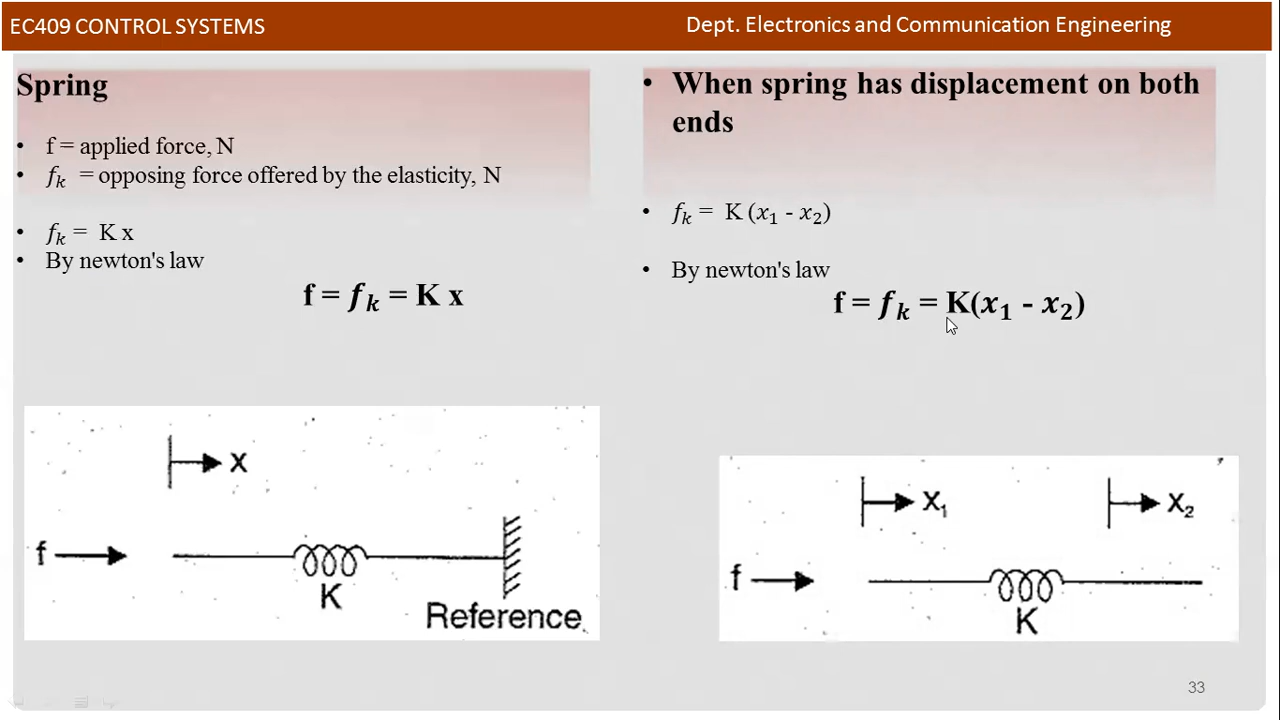 EC409 CONTROL SYSTEMS
Dept. Electronics and Communication Engineering
Spring
• f = applied force, N
• fₖ = opposing force offered by the elasticity, N
• fₖ = K x
• By newton's law
f = fₖ = K x
x
f
K
Reference
• When spring has displacement on both
ends
• fₖ = K (x₁ - x₂)
• By newton's law
f = fₖ = K(x₁ - x₂)
X₁
X₂
f
K
33